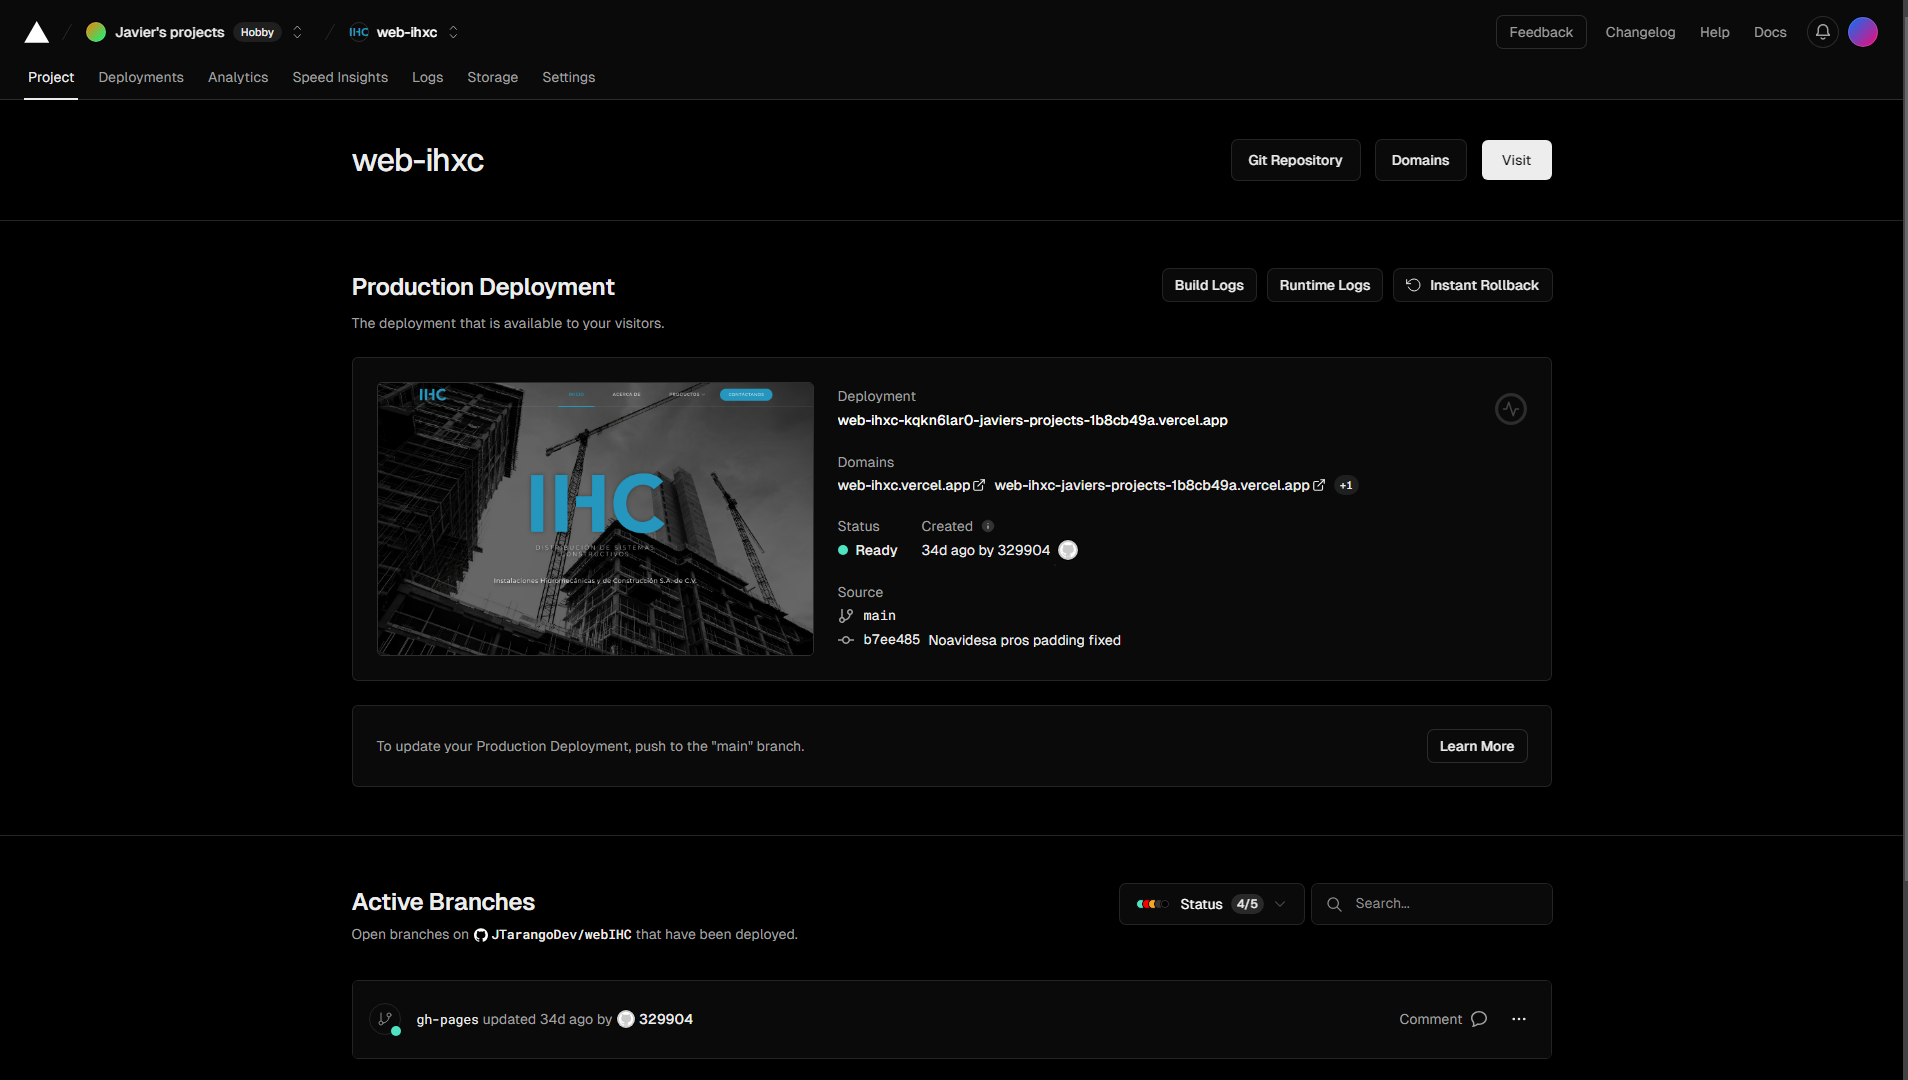 Javier's projects Hobby IHC web-ihxc Feedback Changelog Help Docs
Project Deployments Analytics Speed Insights Logs Storage Settings
web-ihxc Git Repository Domains Visit
Production Deployment Build Logs Runtime Logs Instant Rollback
The deployment that is available to your visitors.
IHC INICIO ACERCA DE PRODUCTOS CONTÁCTANOS
IHC
DISTRIBUCIÓN DE SISTEMAS
CONSTRUCTIVOS
Instalaciones Hidromecánicas y de Construcción S.A. de C.V.
Deployment
web-ihxc-kqkn6lar0-javiers-projects-1b8cb49a.vercel.app
Domains
web-ihxc.vercel.app web-ihxc-javiers-projects-1b8cb49a.vercel.app +1
Status Created
Ready 34d ago by 329904
Source
main
b7ee485 Noavidesa pros padding fixed
To update your Production Deployment, push to the "main" branch. Learn More
Active Branches Status 4/5 Search...
Open branches on JTarangoDev/webIHC that have been deployed.
gh-pages updated 34d ago by 329904 Comment